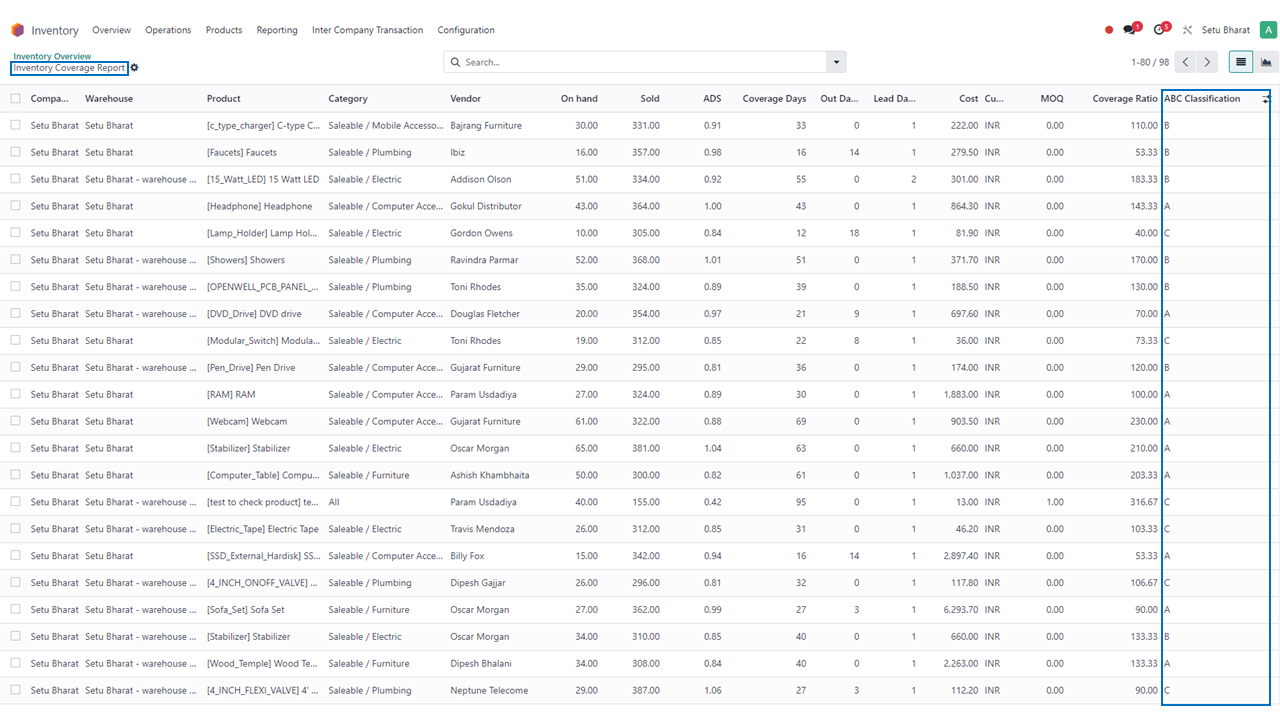 Inventory Overview Operations Products Reporting Inter Company Transaction Configuration 1 5 Setu Bharat A
Inventory Overview
Inventory Coverage Report
Search...
1-80 / 98
Compa... Warehouse Product Category Vendor On hand Sold ADS Coverage Days Out Da... Lead Da... Cost Cu... MOQ Coverage Ratio ABC Classification
Setu Bharat Setu Bharat [c_type_charger] C-type C... Saleable / Mobile Accesso... Bajrang Furniture 30.00 331.00 0.91 33 0 1 222.00 INR 0.00 110.00 B
Setu Bharat Setu Bharat [Faucets] Faucets Saleable / Plumbing Ibiz 16.00 357.00 0.98 16 14 1 279.50 INR 0.00 53.33 B
Setu Bharat Setu Bharat - warehouse ... [15_Watt_LED] 15 Watt LED Saleable / Electric Addison Olson 51.00 334.00 0.92 55 0 2 301.00 INR 0.00 183.33 B
Setu Bharat Setu Bharat [Headphone] Headphone Saleable / Computer Acce... Gokul Distributor 43.00 364.00 1.00 43 0 1 864.30 INR 0.00 143.33 A
Setu Bharat Setu Bharat [Lamp_Holder] Lamp Hol... Saleable / Electric Gordon Owens 10.00 305.00 0.84 12 18 1 81.90 INR 0.00 40.00 C
Setu Bharat Setu Bharat - warehouse ... [Showers] Showers Saleable / Plumbing Ravindra Parmar 52.00 368.00 1.01 51 0 1 371.70 INR 0.00 170.00 B
Setu Bharat Setu Bharat - warehouse ... [OPENWELL_PCB_PANEL_... Saleable / Plumbing Toni Rhodes 35.00 324.00 0.89 39 0 1 188.50 INR 0.00 130.00 B
Setu Bharat Setu Bharat - warehouse ... [DVD_Drive] DVD drive Saleable / Computer Acce... Douglas Fletcher 20.00 354.00 0.97 21 9 1 697.60 INR 0.00 70.00 A
Setu Bharat Setu Bharat [Modular_Switch] Modula... Saleable / Electric Toni Rhodes 19.00 312.00 0.85 22 8 1 36.00 INR 0.00 73.33 C
Setu Bharat Setu Bharat - warehouse ... [Pen_Drive] Pen Drive Saleable / Computer Acce... Gujarat Furniture 29.00 295.00 0.81 36 0 1 174.00 INR 0.00 120.00 B
Setu Bharat Setu Bharat - warehouse ... [RAM] RAM Saleable / Computer Acce... Param Usdadiya 27.00 324.00 0.89 30 0 1 1,883.00 INR 0.00 100.00 A
Setu Bharat Setu Bharat - warehouse ... [Webcam] Webcam Saleable / Computer Acce... Gujarat Furniture 61.00 322.00 0.88 69 0 1 903.50 INR 0.00 230.00 A
Setu Bharat Setu Bharat [Stabilizer] Stabilizer Saleable / Electric Oscar Morgan 65.00 381.00 1.04 63 0 1 660.00 INR 0.00 210.00 A
Setu Bharat Setu Bharat - warehouse ... [Computer_Table] Compu... Saleable / Furniture Ashish Khambhaita 50.00 300.00 0.82 61 0 1 1,037.00 INR 0.00 203.33 A
Setu Bharat Setu Bharat - warehouse ... [test to check product] te... All Param Usdadiya 40.00 155.00 0.42 95 0 1 13.00 INR 1.00 316.67 C
Setu Bharat Setu Bharat - warehouse ... [Electric_Tape] Electric Tape Saleable / Electric Travis Mendoza 26.00 312.00 0.85 31 0 1 46.20 INR 0.00 103.33 C
Setu Bharat Setu Bharat - warehouse ... [SSD_External_Hardisk] SS... Saleable / Computer Acce... Billy Fox 15.00 342.00 0.94 16 14 1 2,897.40 INR 0.00 53.33 A
Setu Bharat Setu Bharat - warehouse ... [4_INCH_ONOFF_VALVE] ... Saleable / Plumbing Dipesh Gajjar 26.00 296.00 0.81 32 0 1 117.80 INR 0.00 106.67 C
Setu Bharat Setu Bharat - warehouse ... [Sofa_Set] Sofa Set Saleable / Furniture Oscar Morgan 27.00 362.00 0.99 27 3 1 6,293.70 INR 0.00 90.00 A
Setu Bharat Setu Bharat - warehouse ... [Stabilizer] Stabilizer Saleable / Electric Oscar Morgan 34.00 310.00 0.85 40 0 1 660.00 INR 0.00 133.33 B
Setu Bharat Setu Bharat - warehouse ... [Wood_Temple] Wood Te... Saleable / Furniture Dipesh Bhalani 34.00 308.00 0.84 40 0 1 2,263.00 INR 0.00 133.33 A
Setu Bharat Setu Bharat - warehouse ... [4_INCH_FLEXI_VALVE] 4' ... Saleable / Plumbing Neptune Telecome 29.00 387.00 1.06 27 3 1 112.20 INR 0.00 90.00 C